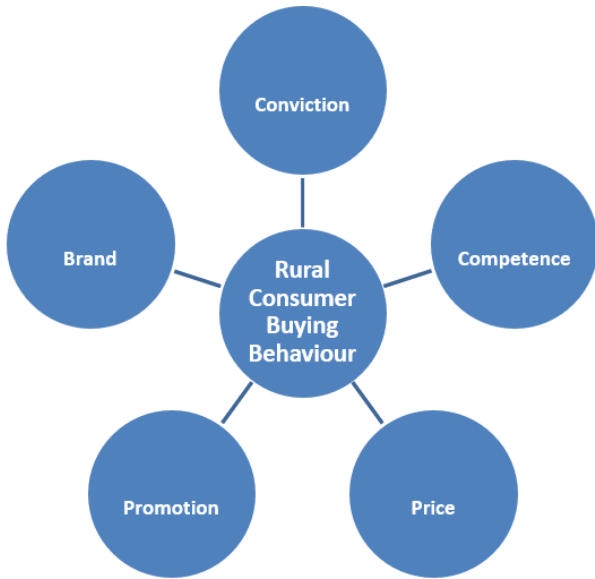 Conviction
Brand
Competence
Rural
Consumer
Buying
Behaviour
Promotion
Price